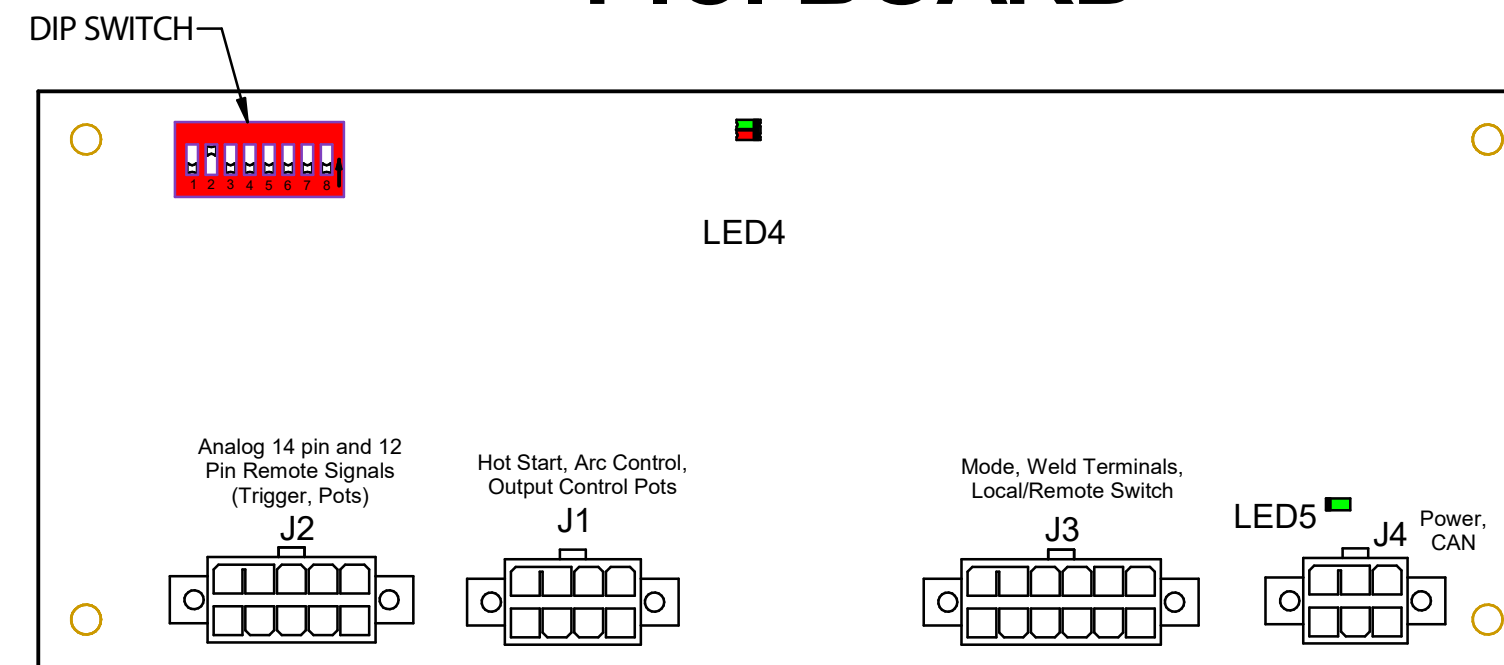 BOARD
DIP SWITCH
1 2 3 4 5 6 7 8
LED4
Analog 14 pin and 12
Pin Remote Signals
(Trigger, Pots)
J2
Hot Start, Arc Control,
Output Control Pots
J1
Mode, Weld Terminals,
Local/Remote Switch
J3
LED5
J4
Power,
CAN